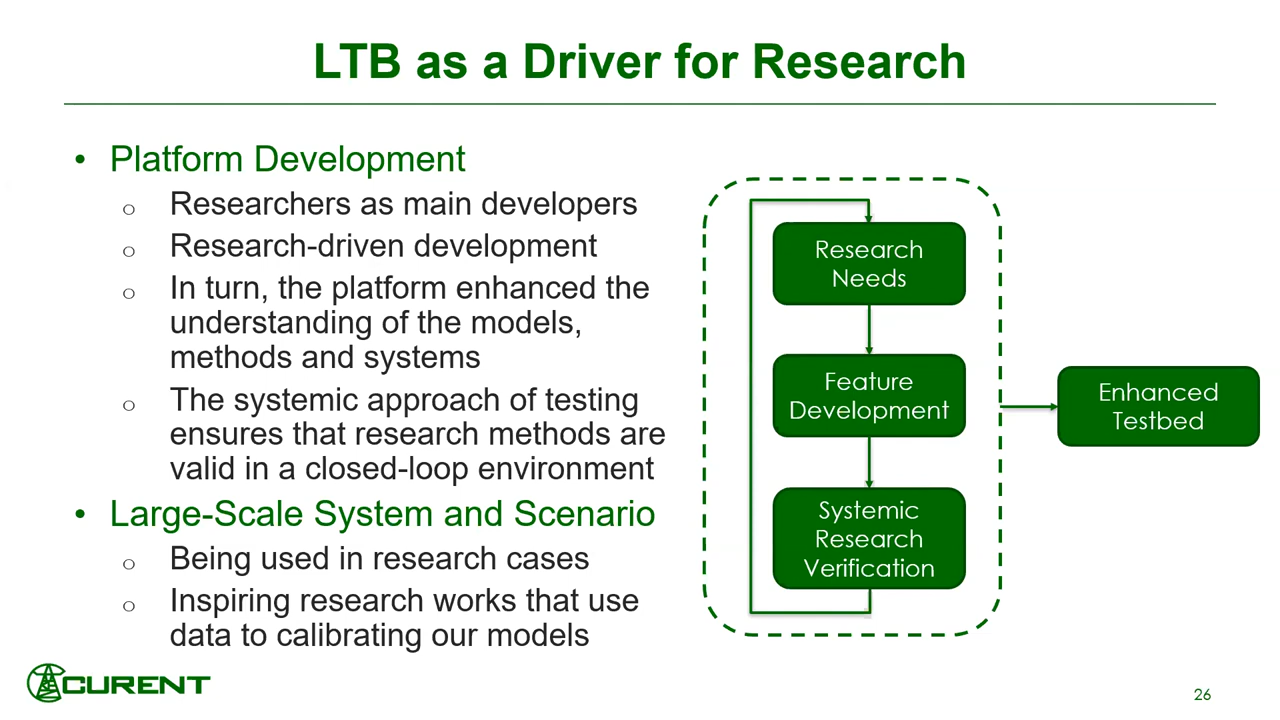 LTB as a Driver for Research
• Platform Development
o Researchers as main developers
o Research-driven development
o In turn, the platform enhanced the
understanding of the models,
methods and systems
o The systemic approach of testing
ensures that research methods are
valid in a closed-loop environment
• Large-Scale System and Scenario
o Being used in research cases
o Inspiring research works that use
data to calibrating our models
Research
Needs
Feature
Development
Systemic
Research
Verification
Enhanced
Testbed
CURENT
26